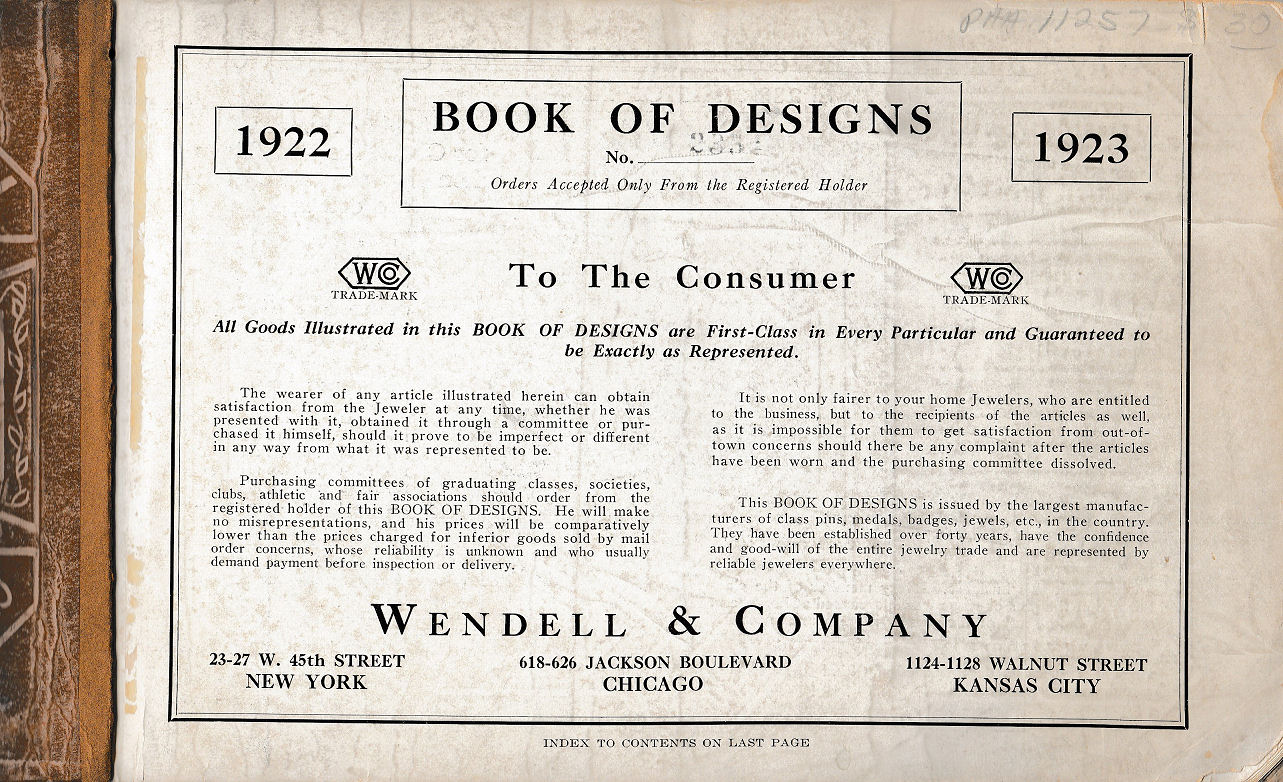 PHA 11257
1922
BOOK OF DESIGNS
1923
No.
Orders Accepted Only From the Registered Holder
WCO
TRADE-MARK
To The Consumer
WCO
TRADE-MARK
All Goods Illustrated in this BOOK OF DESIGNS are First-Class in Every Particular and Guaranteed to
be Exactly as Represented.
The wearer of any article illustrated herein can obtain
satisfaction from the Jeweler at any time, whether he was
presented with it, obtained it through a committee or pur-
chased it himself, should it prove to be imperfect or different
in any way from what it was represented to be.
Purchasing committees of graduating classes, societies,
clubs, athletic and fair associations should order from the
registered holder of this BOOK OF DESIGNS. He will make
no misrepresentations, and his prices will be comparatively
lower than the prices charged for inferior goods sold by mail
order concerns, whose reliability is unknown and who usually
demand payment before inspection or delivery.
It is not only fairer to your home Jewelers, who are entitled
to the business, but to the recipients of the articles as well,
as it is impossible for them to get satisfaction from out-of-
town concerns should there be any complaint after the articles
have been worn and the purchasing committee dissolved.
This BOOK OF DESIGNS is issued by the largest manufac-
turers of class pins, medals, badges, jewels, etc., in the country.
They have been established over forty years, have the confidence
and good-will of the entire jewelry trade and are represented by
reliable jewelers everywhere.
WENDELL & COMPANY
23-27 W. 45th STREET
NEW YORK
618-626 JACKSON BOULEVARD
CHICAGO
1124-1128 WALNUT STREET
KANSAS CITY
INDEX TO CONTENTS ON LAST PAGE